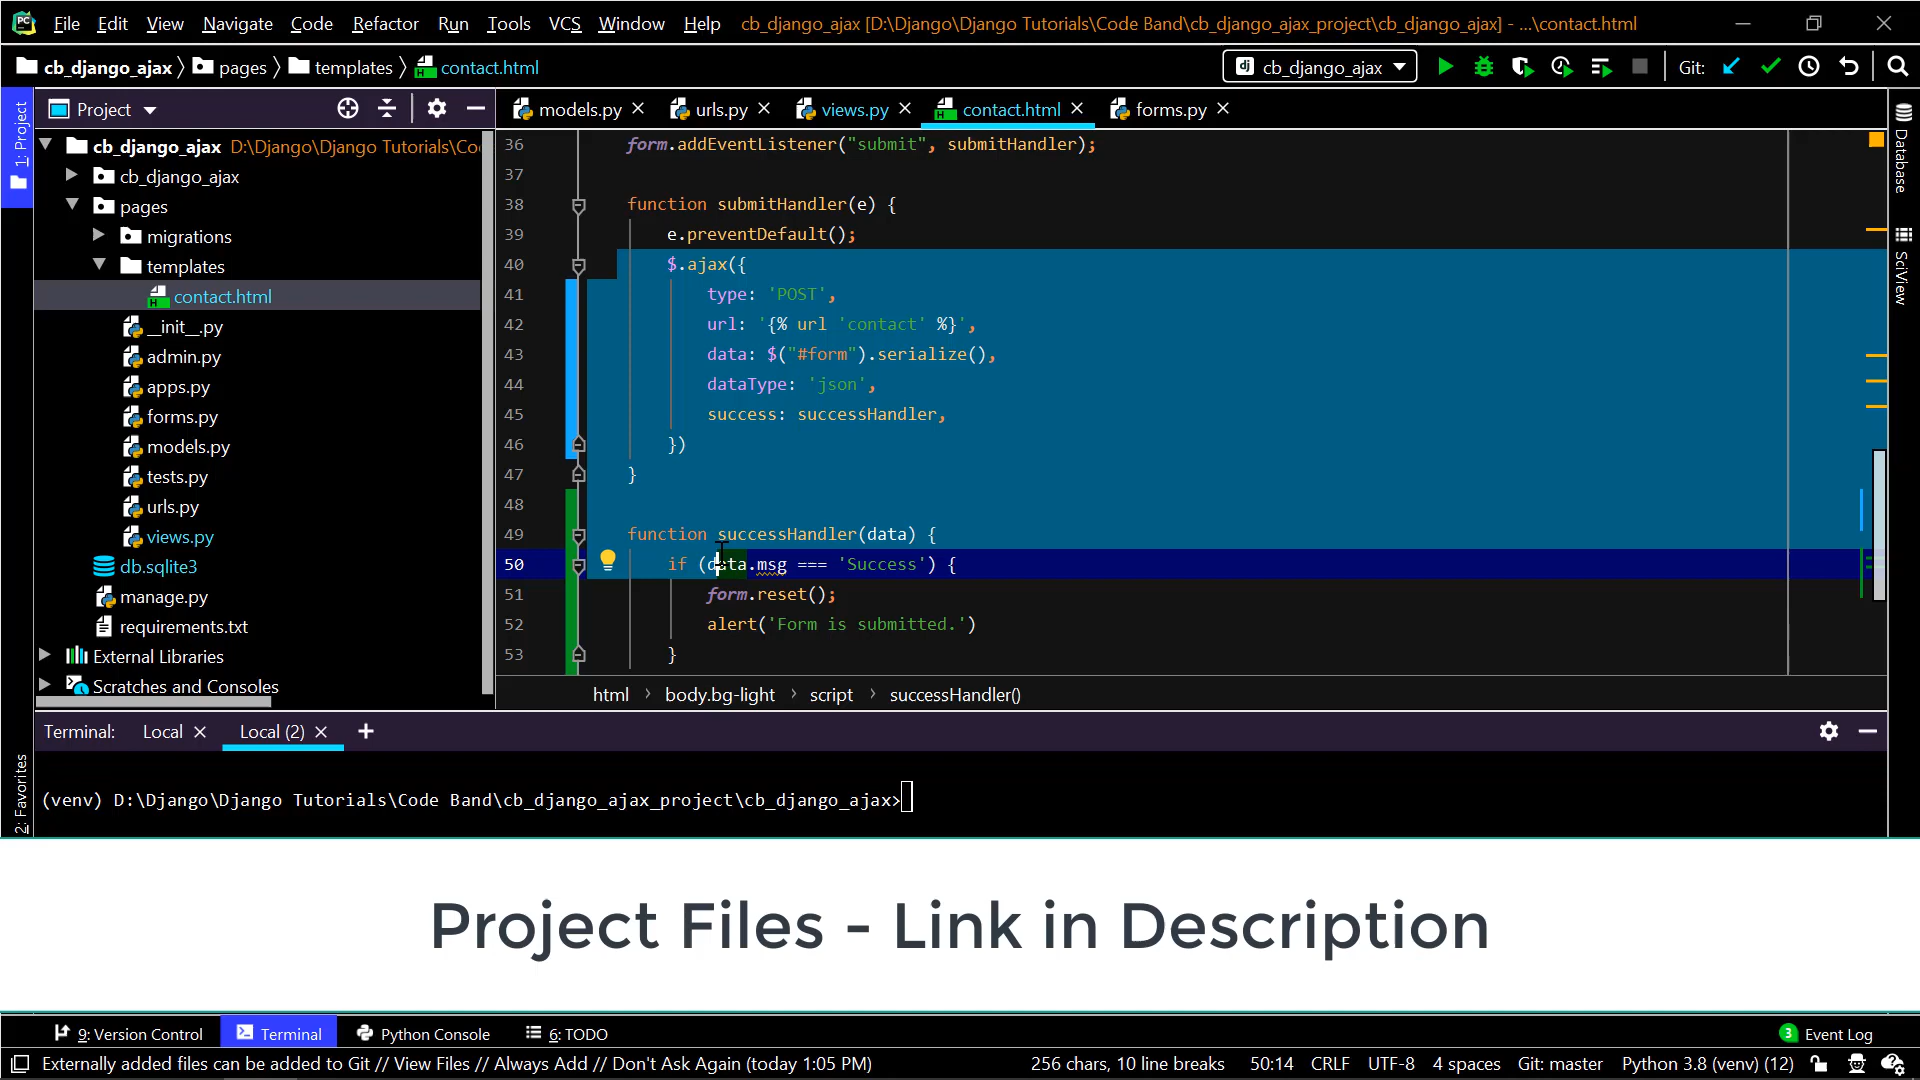 File Edit View Navigate Code Refactor Run Tools VCS Window Help cb_django_ajax [D:\Django\Django Tutorials\Code Band\cb_django_ajax_project\cb_django_ajax] - ...\contact.html
cb_django_ajax pages templates contact.html cb_django_ajax Git:
1: Project
Project
models.py urls.py views.py contact.html forms.py
cb_django_ajax D:\Django\Django Tutorials\Co
cb_django_ajax
pages
migrations
templates
contact.html
__init__.py
admin.py
apps.py
forms.py
models.py
tests.py
urls.py
views.py
db.sqlite3
manage.py
requirements.txt
External Libraries
Scratches and Consoles
36 form.addEventListener("submit", submitHandler);
37
38 function submitHandler(e) {
39 e.preventDefault();
40 $.ajax({
41 type: 'POST',
42 url: '{% url 'contact' %}',
43 data: $("#form").serialize(),
44 dataType: 'json',
45 success: successHandler,
46 })
47 }
48
49 function successHandler(data) {
50 if (data.msg === 'Success') {
51 form.reset();
52 alert('Form is submitted.')
53 }
html › body.bg-light › script › successHandler()
Database
SciView
Terminal: Local Local (2)
2: Favorites
(venv) D:\Django\Django Tutorials\Code Band\cb_django_ajax_project\cb_django_ajax>
Project Files - Link in Description
9: Version Control Terminal Python Console 6: TODO 3 Event Log
Externally added files can be added to Git // View Files // Always Add // Don't Ask Again (today 1:05 PM) 256 chars, 10 line breaks 50:14 CRLF UTF-8 4 spaces Git: master Python 3.8 (venv) (12)